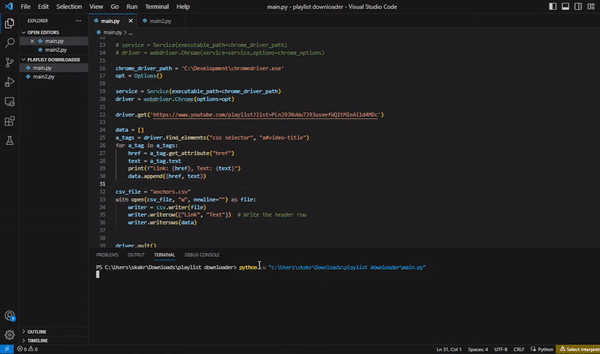 File Edit Selection View Go Run Terminal Help
main.py - playlist downloader - Visual Studio Code
EXPLORER
OPEN EDITORS
main.py
main2.py
PLAYLIST DOWNLOADER
main.py
main2.py
OUTLINE
TIMELINE
main.py main2.py
main.py > ...
13 # service = Service(executable_path=chrome_driver_path)
14 # driver = webdriver.Chrome(service=service,options=chrome_options)
15
16 chrome_driver_path = 'C:\Development\chromedriver.exe'
17 opt = Options()
18
19 service = Service(executable_path=chrome_driver_path)
20 driver = webdriver.Chrome(options=opt)
21
22 driver.get('https://www.youtube.com/playlist?list=
23
24 data = []
25 a_tags = driver.find_elements("css selector", "a#video-title")
26 for a_tag in a_tags:
27 href = a_tag.get_attribute("href")
28 text = a_tag.text
29 print(f"Link: {href}, Text: {text}")
30 data.append([href, text])
31
32 csv_file = "anchors.csv"
33 with open(csv_file, "w", newline="") as file:
34 writer = csv.writer(file)
35 writer.writerow(["Link", "Text"]) # Write the header row
36 writer.writerows(data)
37
38
39 driver.quit()
PROBLEMS OUTPUT TERMINAL DEBUG CONSOLE
PS C:\Users\skakr\Downloads\playlist downloader> python -u "c:\Users\skakr\Downloads\playlist downloader\main.py"
0 0 Ln 31, Col 1 Spaces: 4 UTF-8 CRLF Python Select Interpreter